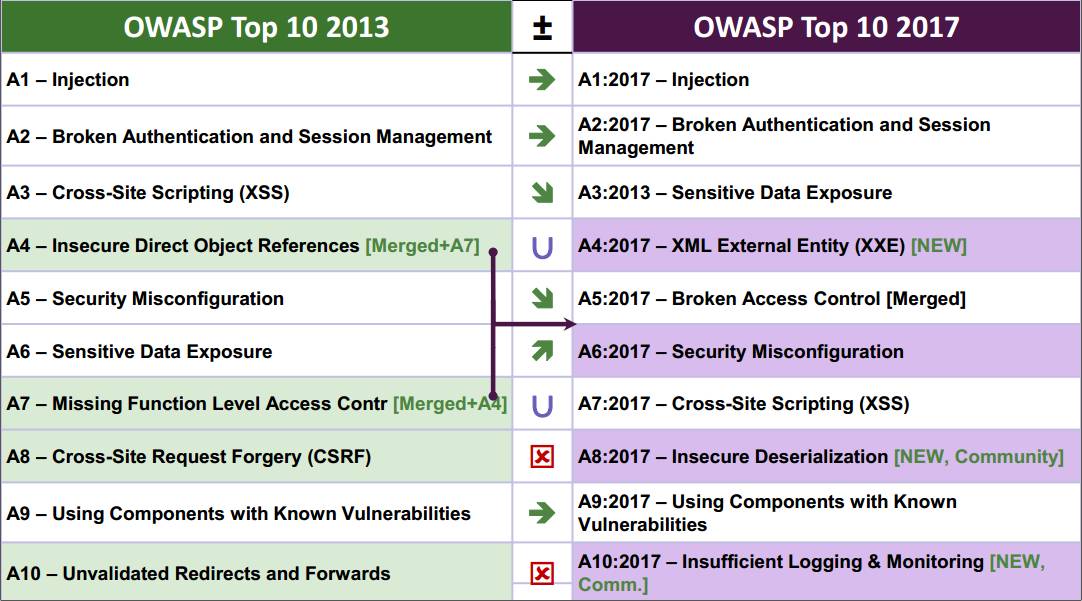 OWASP Top 10 2013 ± OWASP Top 10 2017
A1 – Injection A1:2017 – Injection
A2 – Broken Authentication and Session Management A2:2017 – Broken Authentication and Session
Management
A3 – Cross-Site Scripting (XSS) A3:2013 – Sensitive Data Exposure
A4 – Insecure Direct Object References [Merged+A7] U A4:2017 – XML External Entity (XXE) [NEW]
A5 – Security Misconfiguration A5:2017 – Broken Access Control [Merged]
A6 – Sensitive Data Exposure A6:2017 – Security Misconfiguration
A7 – Missing Function Level Access Contr [Merged+A4] U A7:2017 – Cross-Site Scripting (XSS)
A8 – Cross-Site Request Forgery (CSRF) A8:2017 – Insecure Deserialization [NEW, Community]
A9 – Using Components with Known Vulnerabilities A9:2017 – Using Components with Known
Vulnerabilities
A10 – Unvalidated Redirects and Forwards A10:2017 – Insufficient Logging & Monitoring [NEW,
Comm.]